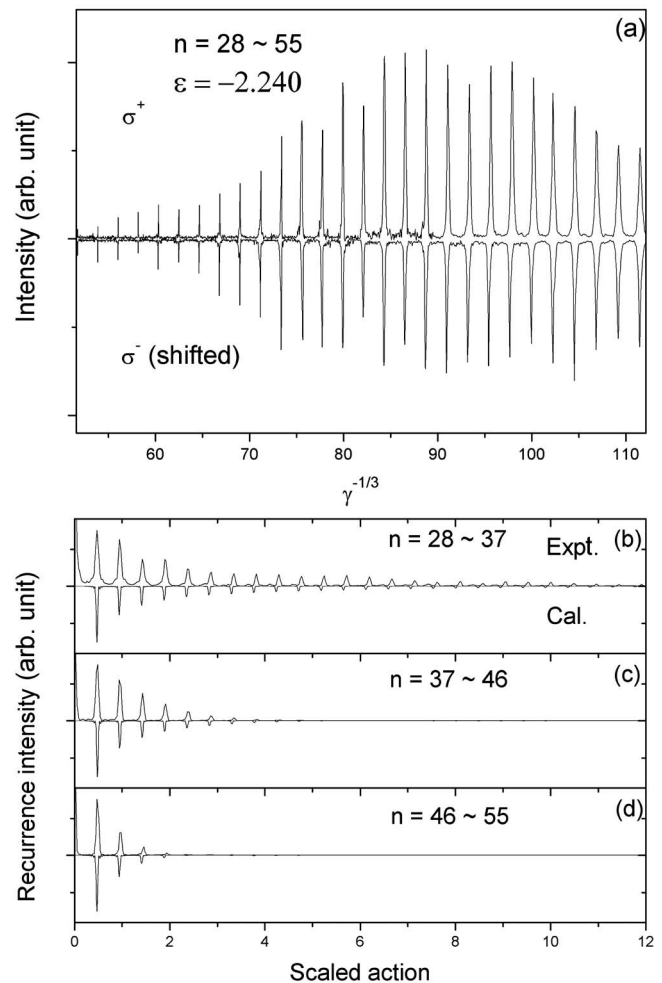 (a)
n = 28 ~ 55
ε = −2.240
σ+
σ- (shifted)
Intensity (arb. unit)
60 70 80 90 100 110
γ-1/3
(b)
n = 28 ~ 37
Expt.
Cal.
(c)
n = 37 ~ 46
(d)
n = 46 ~ 55
Recurrence intensity (arb. unit)
0 2 4 6 8 10 12
Scaled action